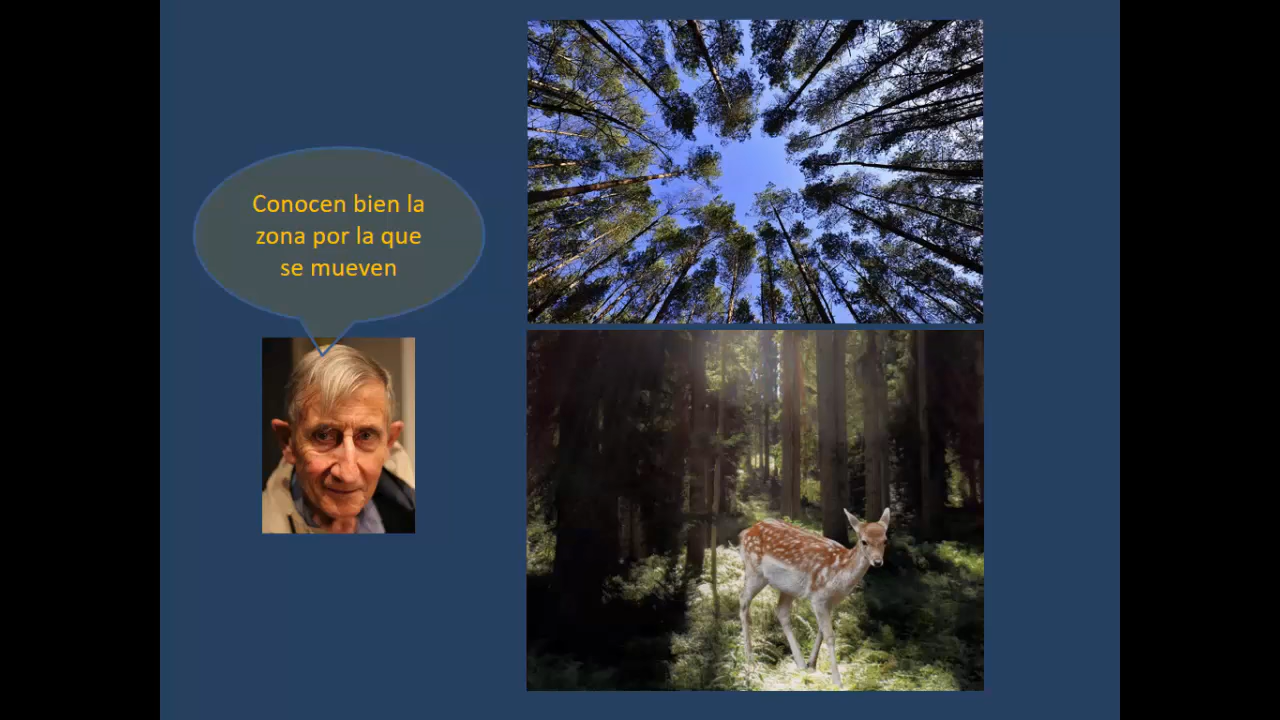 Conocen bien la
zona por la que
se mueven